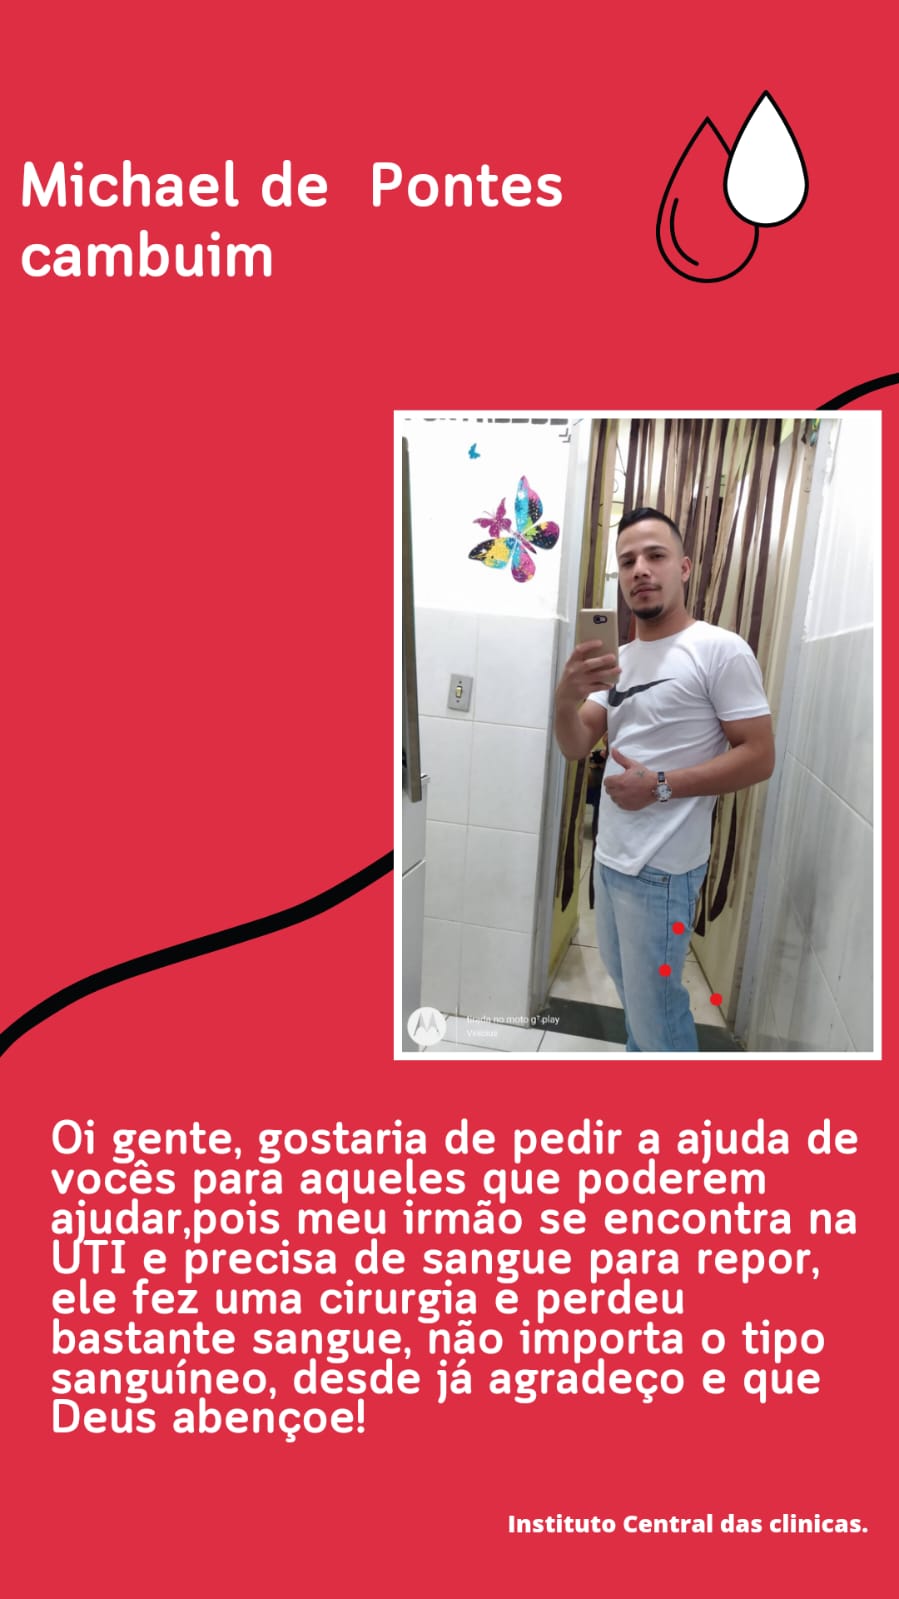 Michael de Pontes
cambuim
tirada no moto g⁷ play
Vinicius
Oi gente, gostaria de pedir a ajuda de
vocês para aqueles que poderem
ajudar,pois meu irmão se encontra na
UTI e precisa de sangue para repor,
ele fez uma cirurgia e perdeu
bastante sangue, não importa o tipo
sanguíneo, desde já agradeço e que
Deus abençoe!
Instituto Central das clinicas.